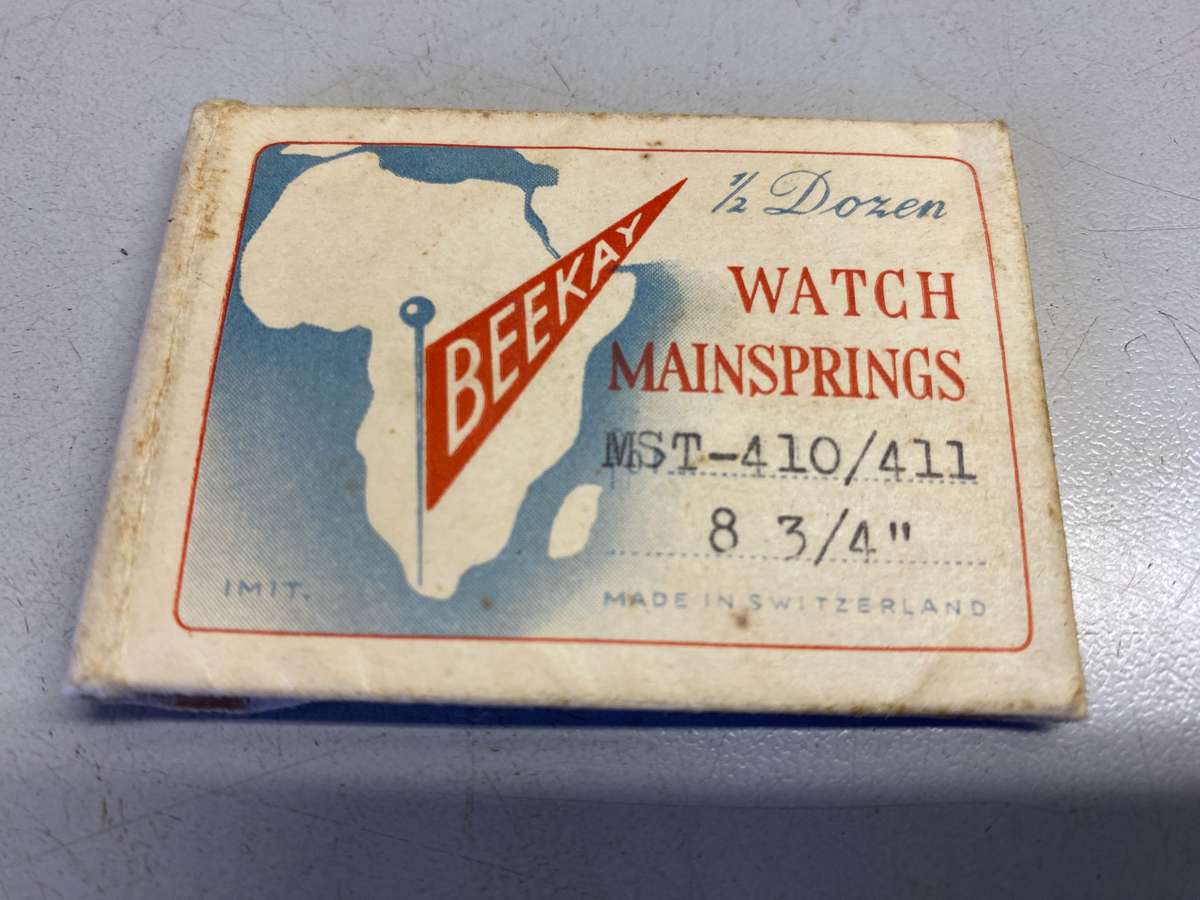 ½ Dozen
BEEKAY
WATCH
MAINSPRINGS
MST-410/411
8 3/4"
IMIT.
MADE IN SWITZERLAND